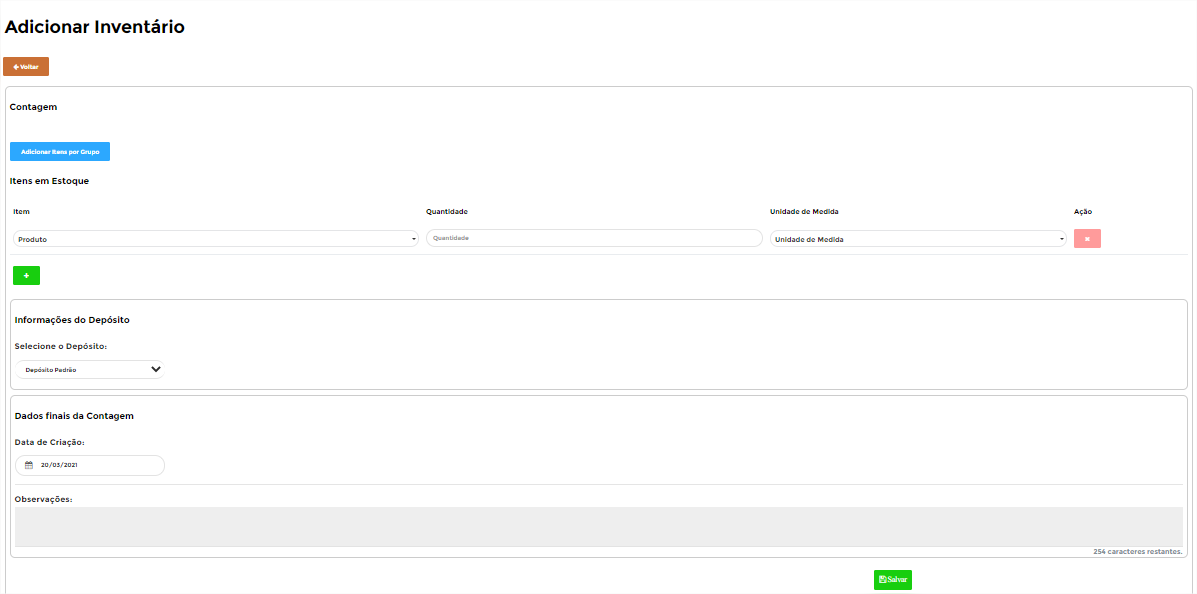 Adicionar Inventário
Voltar
Contagem
Adicionar Itens por Grupo
Itens em Estoque
Item Quantidade Unidade de Medida Ação
Produto Quantidade Unidade de Medida
Informações do Depósito
Selecione o Depósito:
Depósito Padrão
Dados finais da Contagem
Data de Criação:
20/03/2021
Observações:
254 caracteres restantes.
Salvar